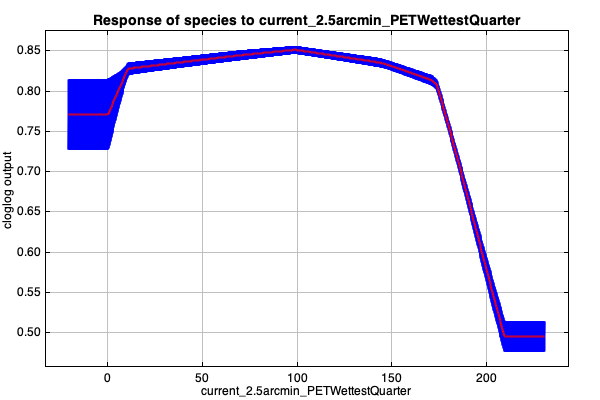 Response of species to current_2.5arcmin_PETWettestQuarter
0.85
0.80
0.75
0.70
0.65
0.60
0.55
0.50
cloglog output
0 50 100 150 200
current_2.5arcmin_PETWettestQuarter